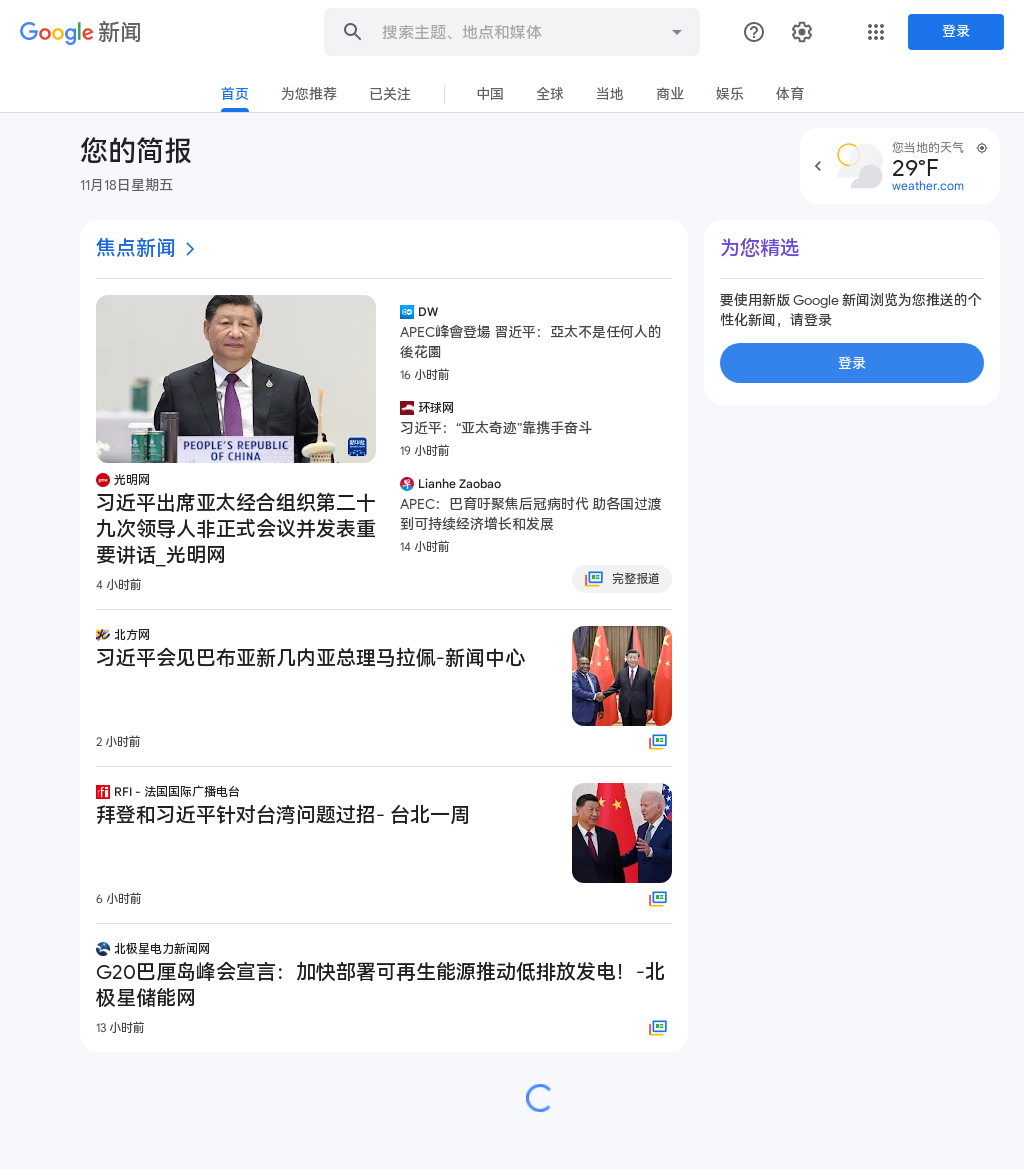 Google 新闻
搜索主题、地点和媒体
登录
首页
为您推荐
已关注
中国
全球
当地
商业
娱乐
体育
您的简报
11月18日星期五
您当地的天气
29°F
weather.com
焦点新闻
PEOPLE'S REPUBLIC
OF CHINA
光明网
习近平出席亚太经合组织第二十
九次领导人非正式会议并发表重
要讲话_光明网
4 小时前
DW
APEC峰會登場 習近平：亞太不是任何人的
後花園
16 小时前
环球网
习近平：“亚太奇迹”靠携手奋斗
19 小时前
Lianhe Zaobao
APEC：巴育吁聚焦后冠病时代 助各国过渡
到可持续经济增长和发展
14 小时前
完整报道
北方网
习近平会见巴布亚新几内亚总理马拉佩-新闻中心
2 小时前
rfi
RFI - 法国国际广播电台
拜登和习近平针对台湾问题过招- 台北一周
6 小时前
北极星电力新闻网
G20巴厘岛峰会宣言：加快部署可再生能源推动低排放发电！-北
极星储能网
13 小时前
为您精选
要使用新版 Google 新闻浏览为您推送的个
性化新闻，请登录
登录